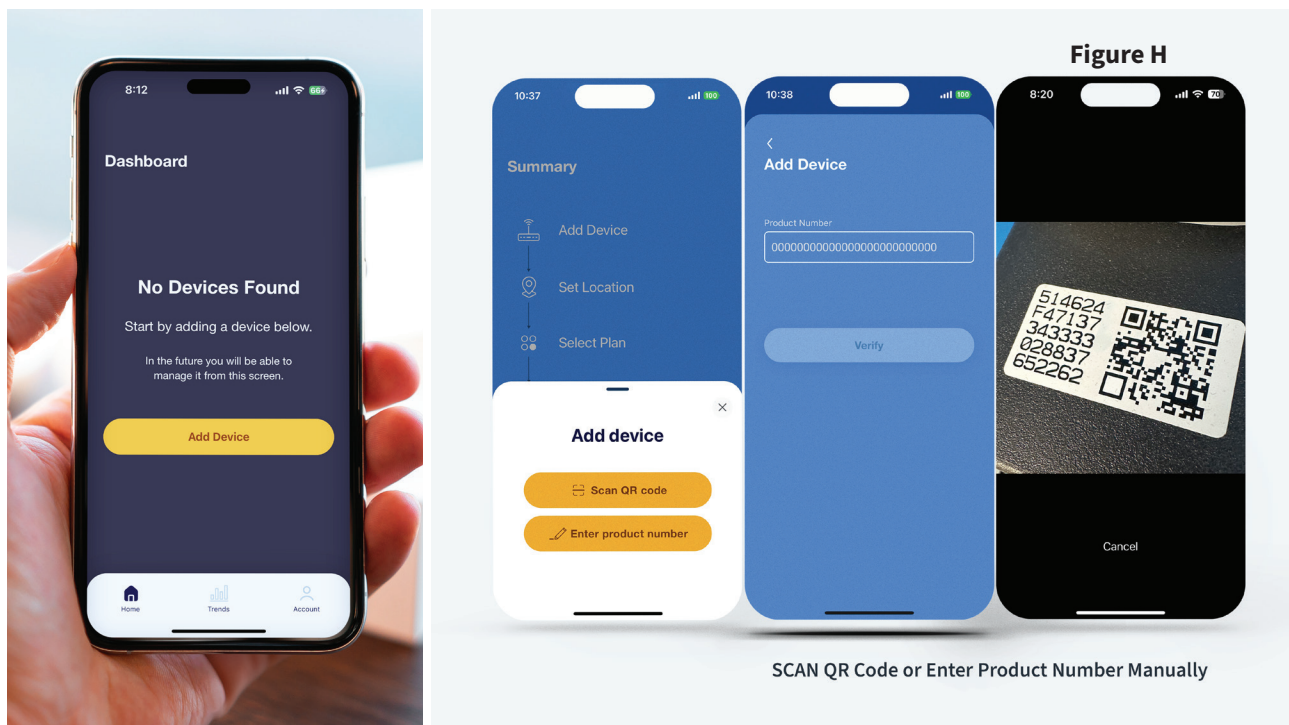 8:12
66
Dashboard
No Devices Found
Start by adding a device below.
In the future you will be able to
manage it from this screen.
Add Device
Home
Trends
Account
Figure H
10:37
100
Summary
Add Device
Set Location
Select Plan
Add device
Scan QR code
Enter product number
10:38
100
Add Device
Product Number
000000000000000000000000
Verify
8:20
70
514624
F47137
343333
028837
652262
Cancel
SCAN QR Code or Enter Product Number Manually